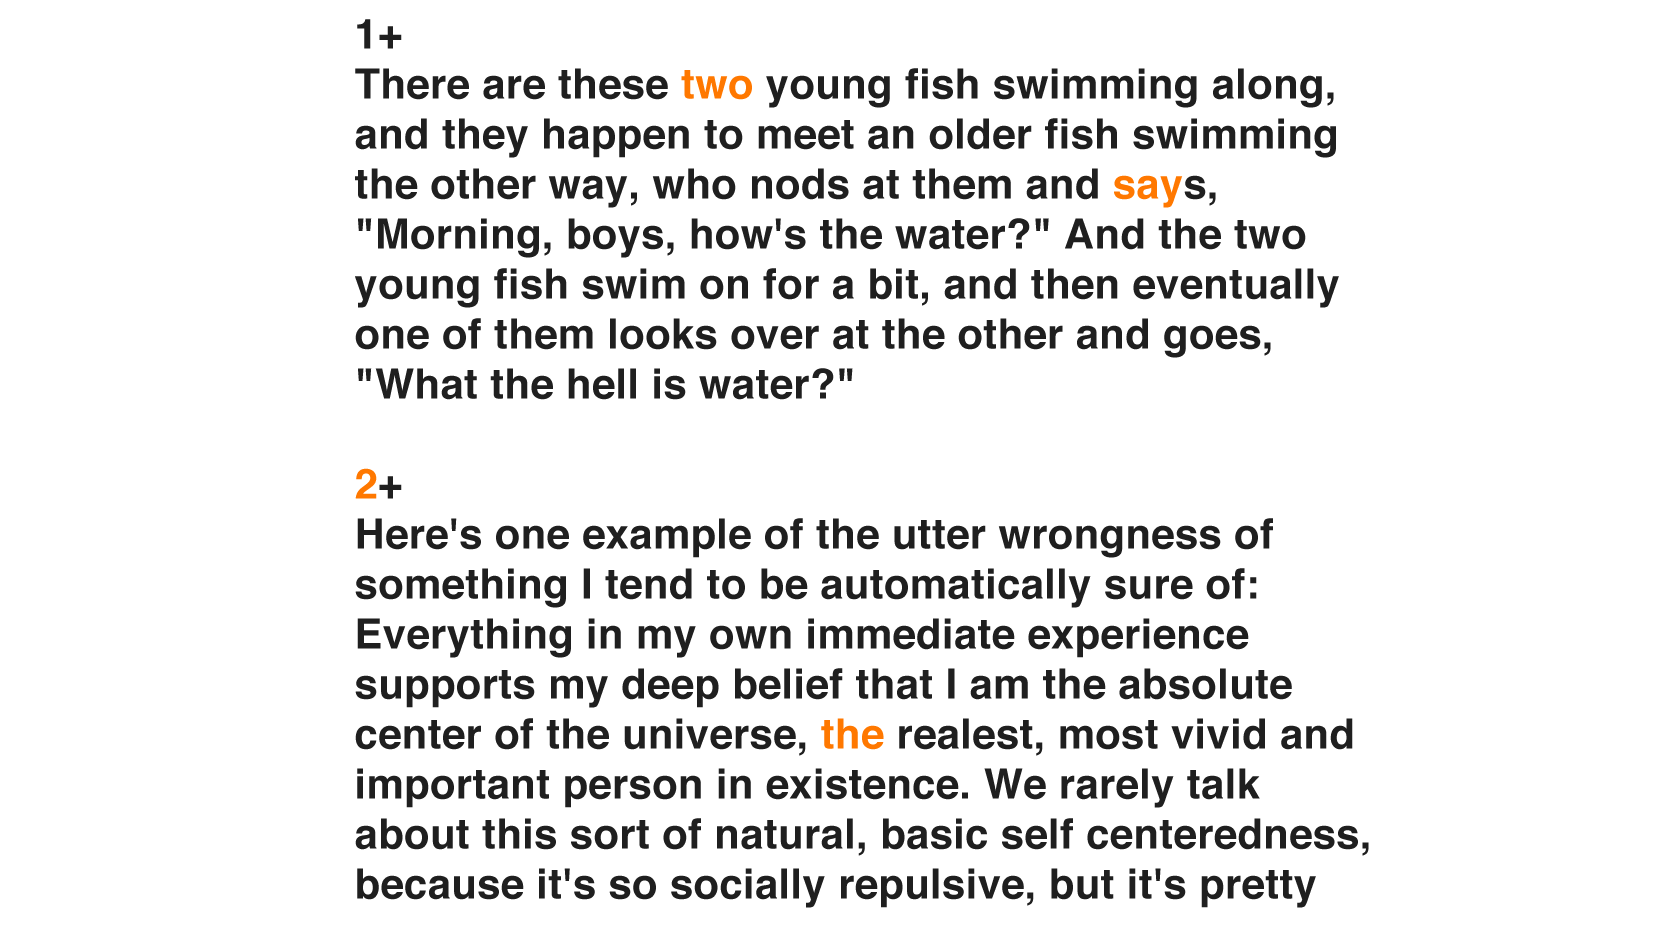 1+
There are these two young fish swimming along,
and they happen to meet an older fish swimming
the other way, who nods at them and says,
"Morning, boys, how's the water?" And the two
young fish swim on for a bit, and then eventually
one of them looks over at the other and goes,
"What the hell is water?"
2+
Here's one example of the utter wrongness of
something I tend to be automatically sure of:
Everything in my own immediate experience
supports my deep belief that I am the absolute
center of the universe, the realest, most vivid and
important person in existence. We rarely talk
about this sort of natural, basic self centeredness,
because it's so socially repulsive, but it's pretty